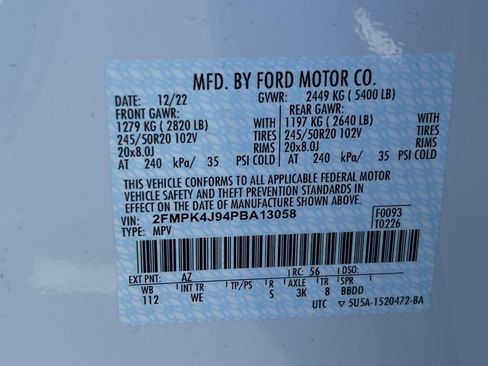 MFD. BY FORD MOTOR CO.
DATE: 12/22 GVWR: 2449 KG ( 5400 LB)
FRONT GAWR: REAR GAWR:
1279 KG ( 2820 LB) WITH 1197 KG ( 2640 LB) WITH
245/50R20 102V TIRES 245/50R20 102V TIRES
20x8.0J RIMS 20x8.0J RIMS
AT 240 kPa/ 35 PSI COLD AT 240 kPa/ 35 PSI COLD
THIS VEHICLE CONFORMS TO ALL APPLICABLE FEDERAL MOTOR
VEHICLE SAFETY AND THEFT PREVENTION STANDARDS IN
EFFECT ON THE DATE OF MANUFACTURE SHOWN ABOVE.
VIN: 2FMPK4J94PBA13058 F0093
TYPE: MPV T0226
EXT PNT: AZ RC: 56 DSO:
WB INT TR TP/PS R AXLE TR SPR
112 WE S 3K 8 BBDD
UTC ▽ 5U5A-1520472-BA